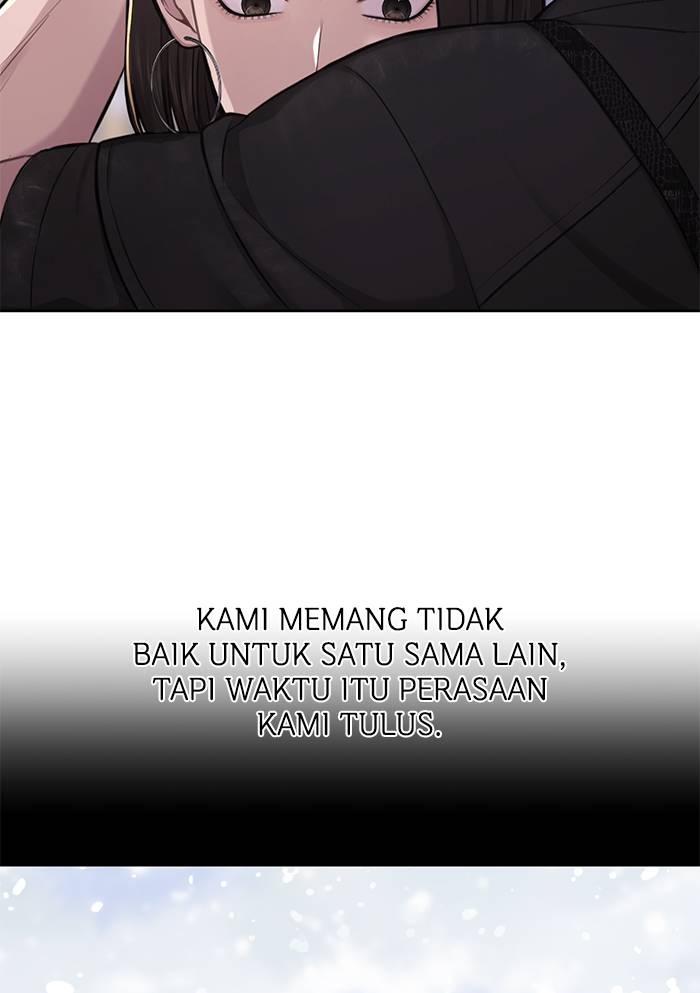 KAMI MEMANG TIDAK
BAIK UNTUK SATU SAMA LAIN,
TAPI WAKTU ITU PERASAAN
KAMI TULUS.